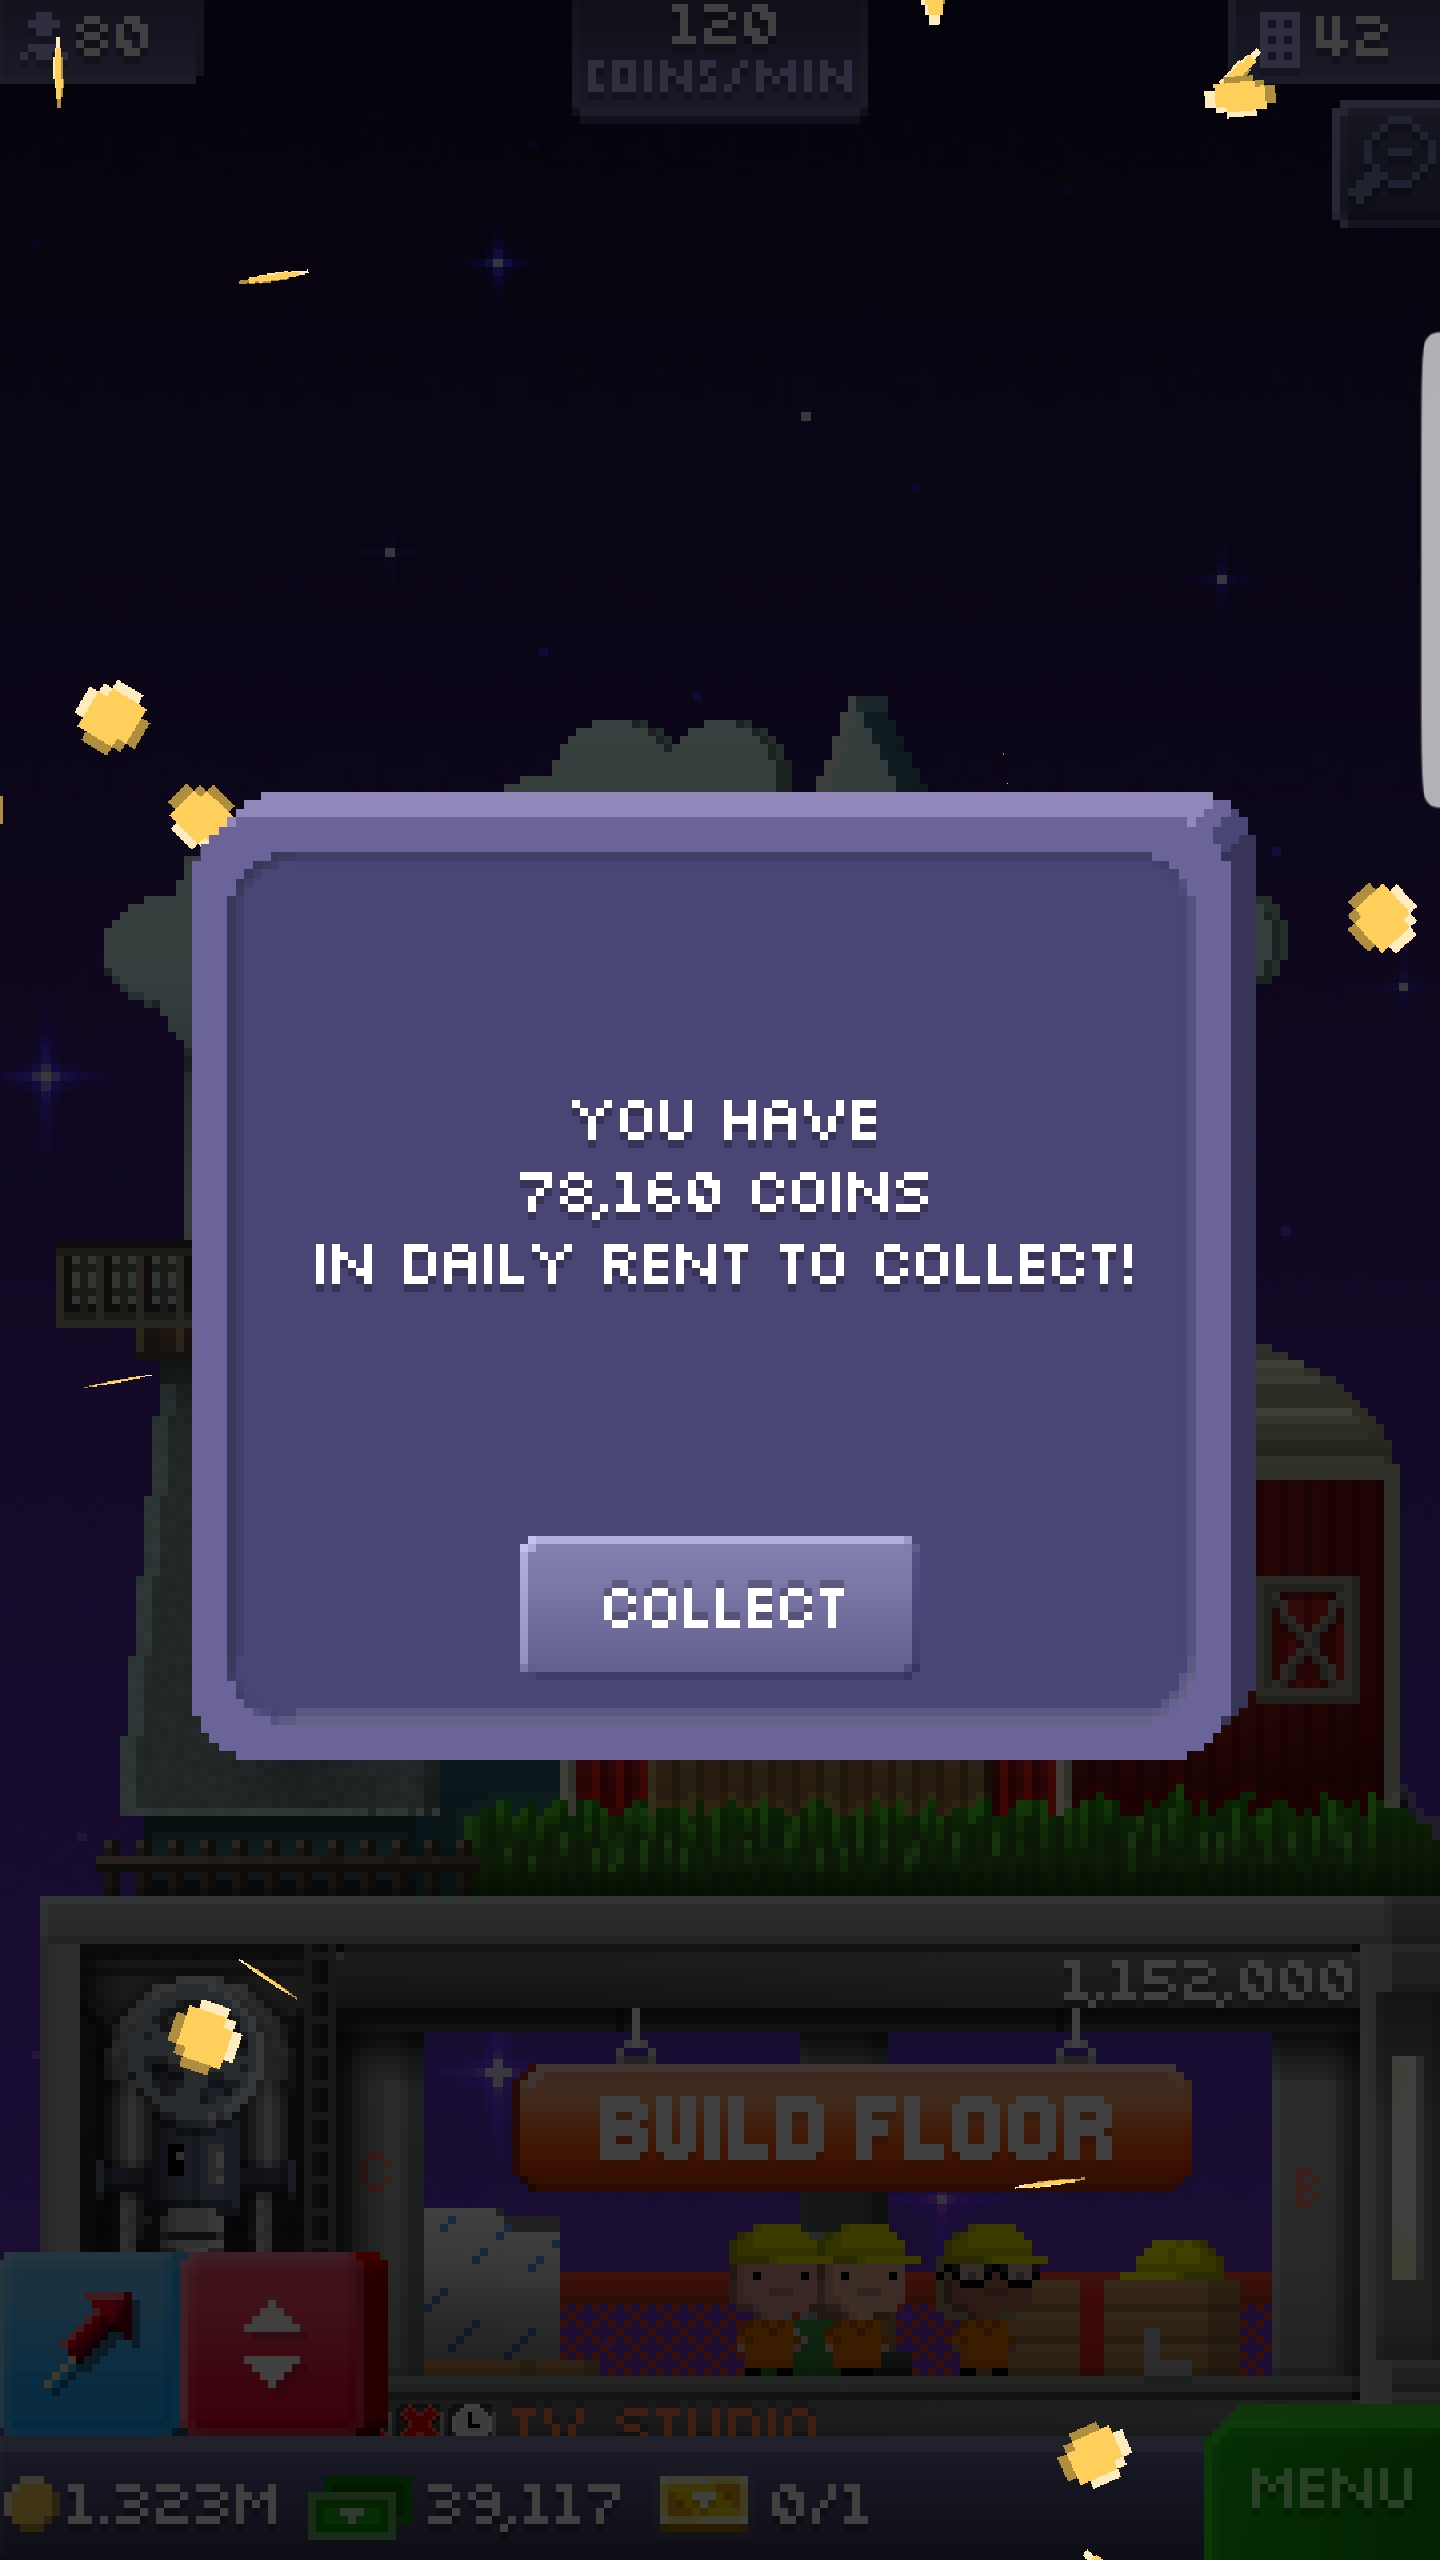 80
120
COINS/MIN
42
YOU HAVE
78,160 COINS
IN DAILY RENT TO COLLECT!
COLLECT
1,152,000
BUILD FLOOR
C
B
L
TV STUDIO
1.323M
39,117
0/1
MENU